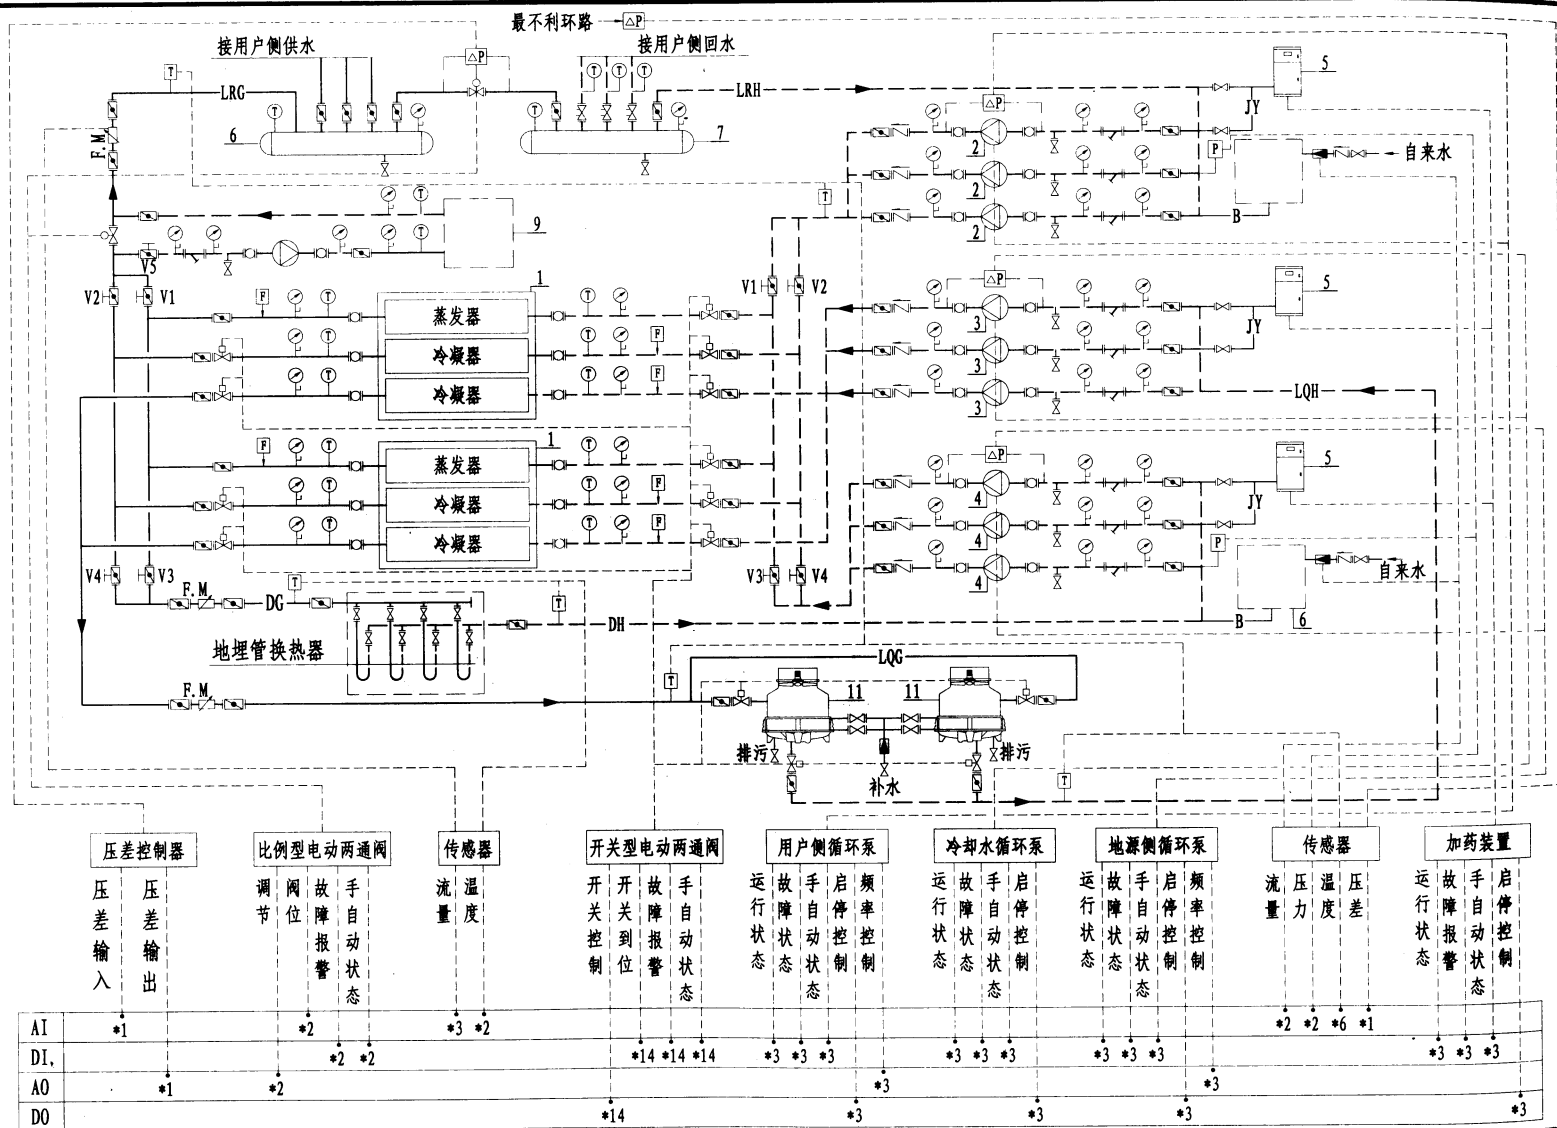 最不利环路 △P
接用户侧供水
△P
接用户侧回水
T
T T T
LRG
LRH
5
T
T
△P
JY
F.M
6
7
2
P
自来水
2
T
T
B
2
9
T
V5
V2 V1
1
V1 V2
△P
5
F T
蒸发器
T
3
JY
T
冷凝器
T F
3
T
冷凝器
T F
3
LQH
1
△P
5
F T
蒸发器
T
4
JY
T
冷凝器
T F
4
P
T
冷凝器
T F
4
自来水
V4 V3
V3 V4
F.M
T
DG
T
DH
B
6
地埋管换热器
LQG
F.M
T
11 11
排污
排污
补水
T
压差控制器 比例型电动两通阀 传感器 开关型电动两通阀 用户侧循环泵 冷却水循环泵 地源侧循环泵 传感器 加药装置
压差输入 压差输出 调节 阀位 故障报警 手自动状态 流量 温度 开关控制 开关到位 故障报警 手自动状态 运行状态 故障状态 手自动状态 启停控制 频率控制 运行状态 故障状态 手自动状态 启停控制 运行状态 故障状态 手自动状态 启停控制 频率控制 流量 压力 温度 压差 运行状态 故障报警 手自动状态 启停控制
AI *1 *2 *3 *2 *2 *2 *6 *1
DI, *2 *2 *14 *14 *14 *3 *3 *3 *3 *3 *3 *3 *3 *3 *3 *3 *3
AO *1 *2 *3 *3
DO *14 *3 *3 *3 *3